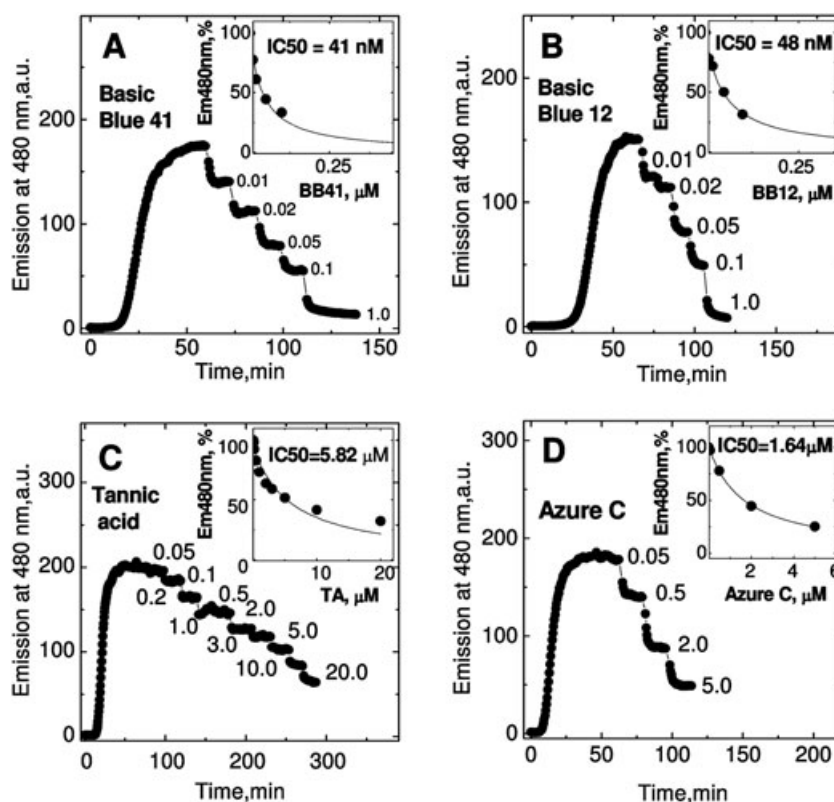 A
Basic
Blue 41
Emission at 480 nm,a.u.
300
200
100
0
0 50 100 150
Time,min
0.01
0.02
0.05
0.1
1.0
IC50 = 41 nM
Em480nm,%
100
50
0
0.25
BB41, μM
B
Basic
Blue 12
Emission at 480 nm,a.u.
200
100
0
0 50 100 150
Time,min
0.01
0.02
0.05
0.1
1.0
IC50 = 48 nM
Em480nm,%
100
50
0
0.25
BB12, μM
C
Tannic
acid
Emission at 480 nm,a.u.
300
200
100
0
0 100 200 300
Time,min
0.05
0.1
0.2
0.5
1.0
2.0
3.0
5.0
10.0
20.0
IC50=5.82 μM
Em480nm,%
100
50
0
0 10 20
TA, μM
D
Azure C
Emission at 480 nm,a.u.
300
200
100
0
0 50 100 150
Time,min
0.05
0.5
2.0
5.0
IC50=1.64μM
Em480nm,%
100
50
0
2 4 6
Azure C, μM